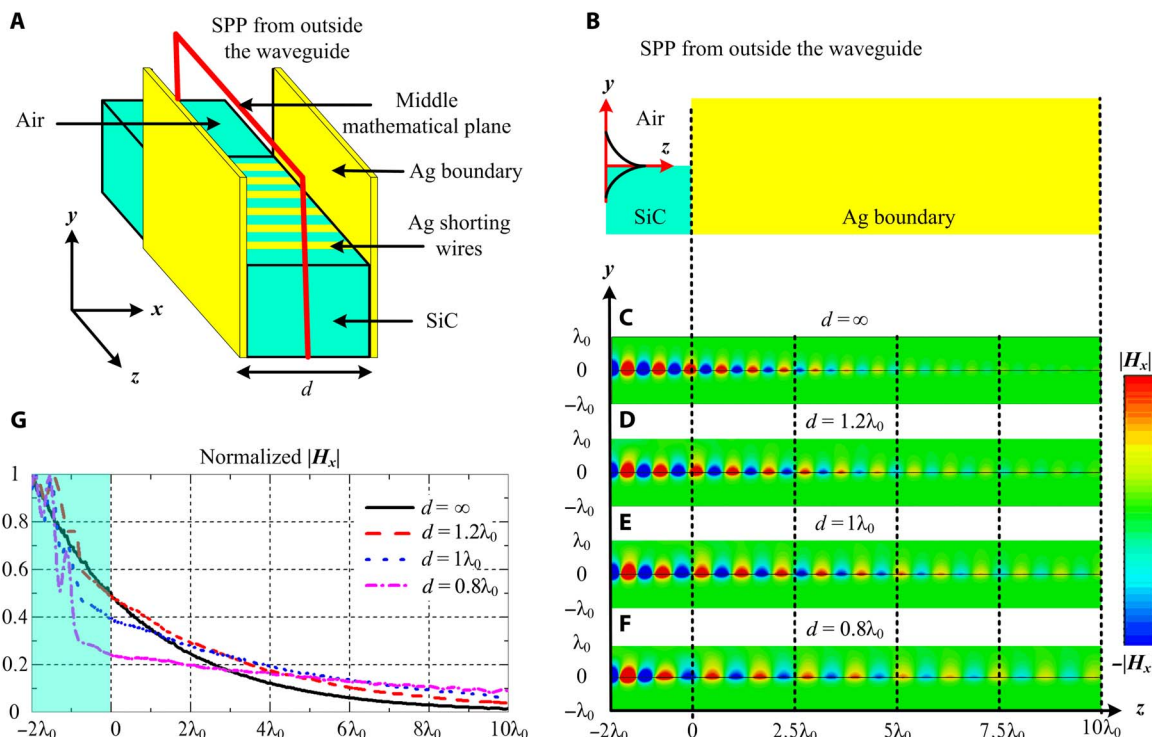 A
SPP from outside
the waveguide
Air
Middle
mathematical plane
Ag boundary
Ag shorting
wires
SiC
y
x
z
d
B
SPP from outside the waveguide
y
Air
z
SiC
Ag boundary
y
C
d = ∞
λ₀
0
−λ₀
D
d = 1.2λ₀
λ₀
0
−λ₀
E
d = 1λ₀
λ₀
0
−λ₀
F
d = 0.8λ₀
λ₀
0
−λ₀
−2λ₀ 0 2.5λ₀ 5λ₀ 7.5λ₀ 10λ₀ z
|Hₓ|
−|Hₓ|
G
Normalized |Hₓ|
1
0.8
0.6
0.4
0.2
0
d = ∞
d = 1.2λ₀
d = 1λ₀
d = 0.8λ₀
−2λ₀ 0 2λ₀ 4λ₀ 6λ₀ 8λ₀ 10λ₀